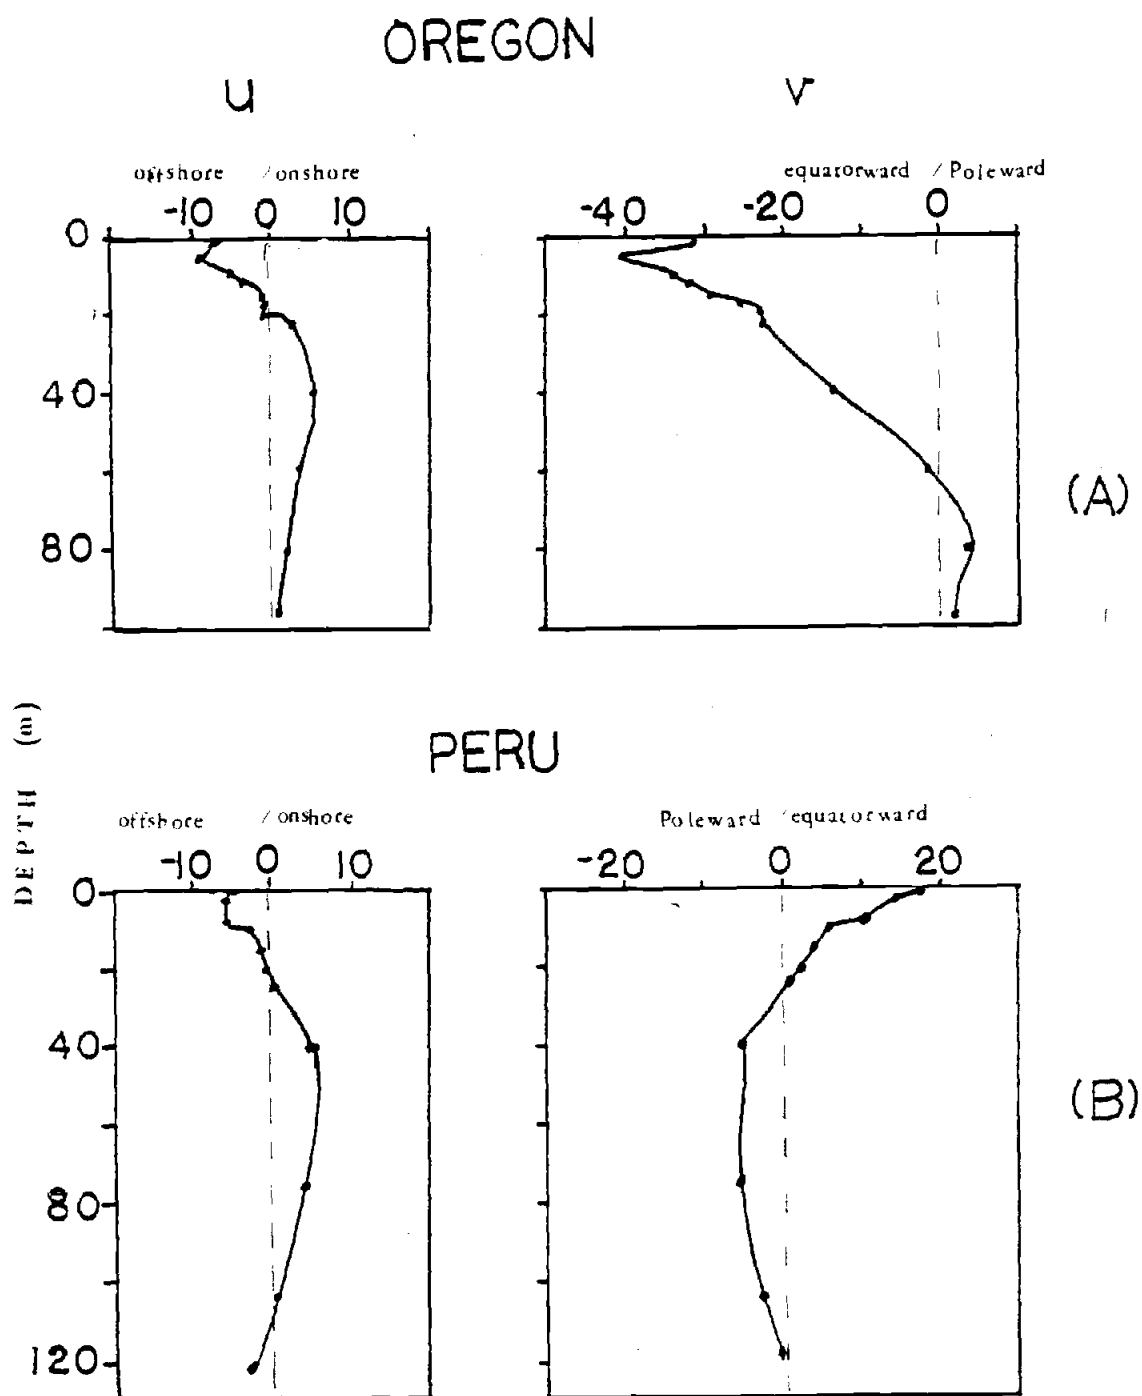 OREGON
u v
offshore / onshore equatorward / Poleward
-10 0 10 -40 -20 0
0
40
80
(A)
DEPTH (m)
PERU
offshore / onshore Poleward / equatorward
-10 0 10 -20 0 20
0
40
80
120
(B)